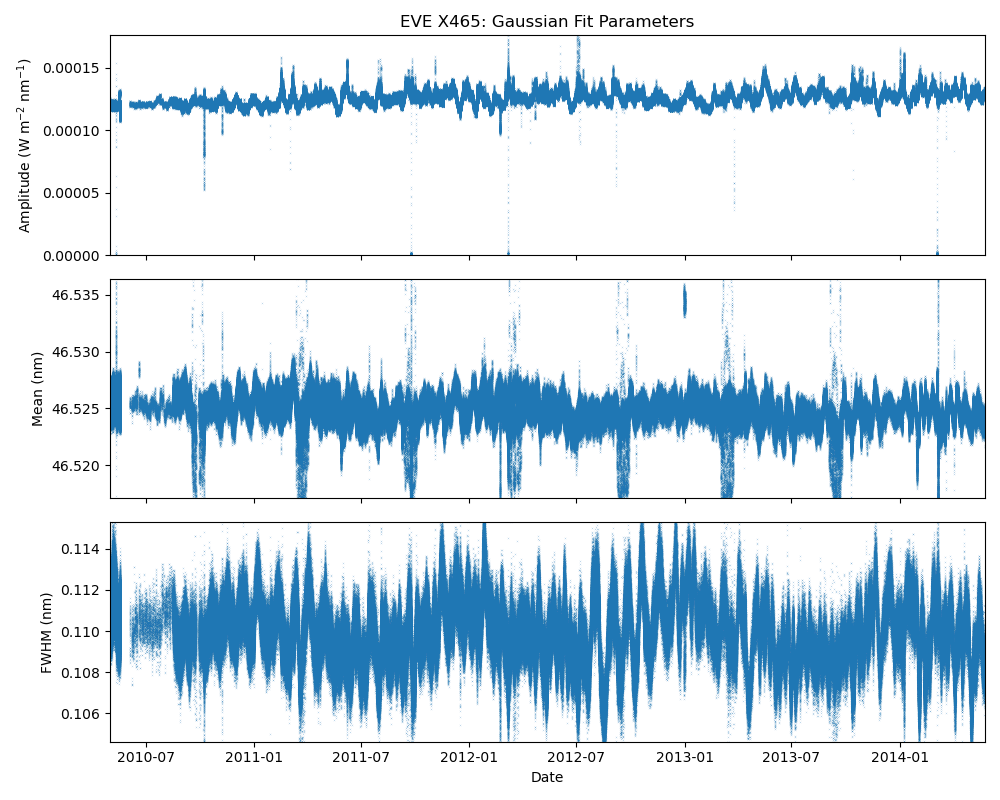 EVE X465: Gaussian Fit Parameters
Amplitude (W m⁻² nm⁻¹)
0.00015
0.00010
0.00005
0.00000
Mean (nm)
46.535
46.530
46.525
46.520
FWHM (nm)
0.114
0.112
0.110
0.108
0.106
2010-07 2011-01 2011-07 2012-01 2012-07 2013-01 2013-07 2014-01
Date